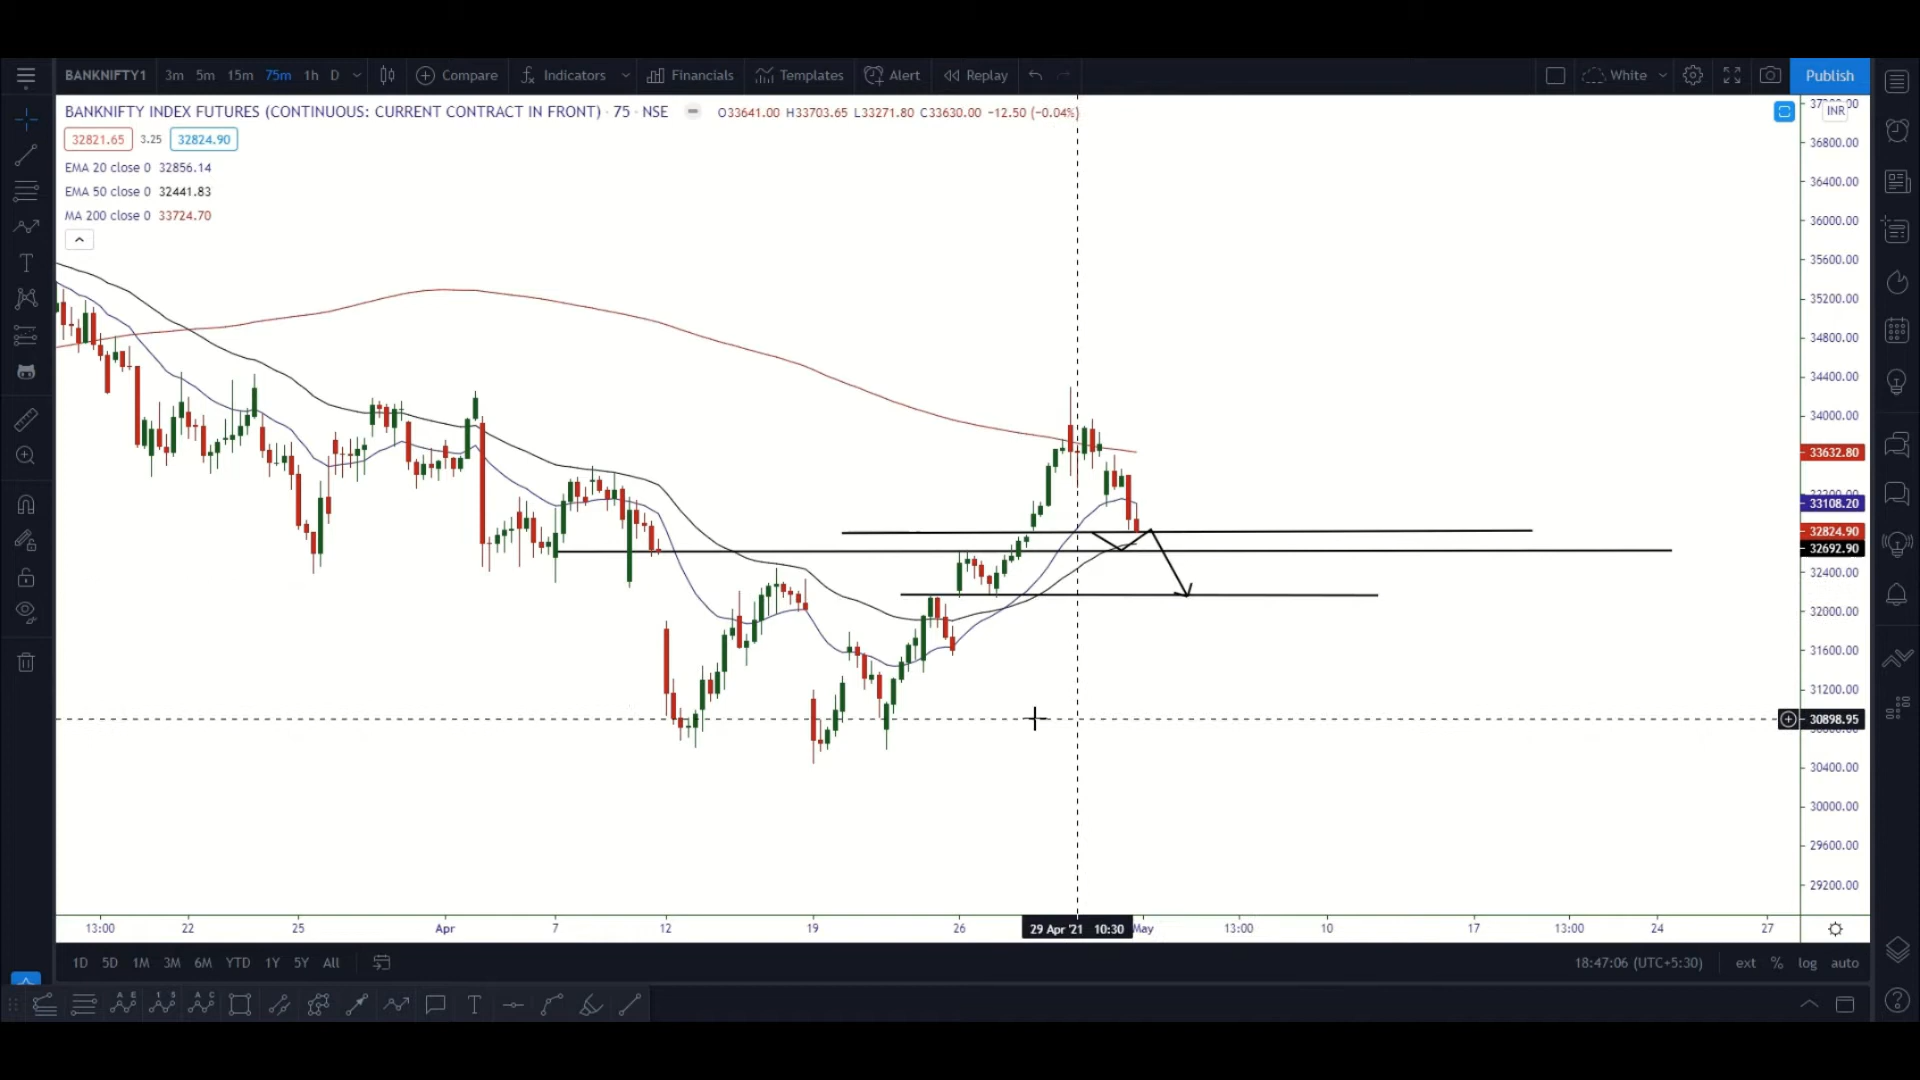 BANKNIFTY1 3m 5m 15m 75m 1h D Compare Indicators Financials Templates Alert Replay White Publish
BANKNIFTY INDEX FUTURES (CONTINUOUS: CURRENT CONTRACT IN FRONT) · 75 · NSE O33641.00 H33703.65 L33271.80 C33630.00 −12.50 (−0.04%)
INR
32821.65 3.25 32824.90
EMA 20 close 0 32856.14
EMA 50 close 0 32441.83
MA 200 close 0 33724.70
36800.00
36400.00
36000.00
35600.00
35200.00
34800.00
34400.00
34000.00
33632.80
33108.20
32824.90
32692.90
32400.00
32000.00
31600.00
31200.00
30898.95
30400.00
30000.00
29600.00
29200.00
13:00 22 25 Apr 7 12 19 26 29 Apr '21 10:30 May 13:00 10 17 13:00 24 27
1D 5D 1M 3M 6M YTD 1Y 5Y All 18:47:06 (UTC+5:30) ext % log auto